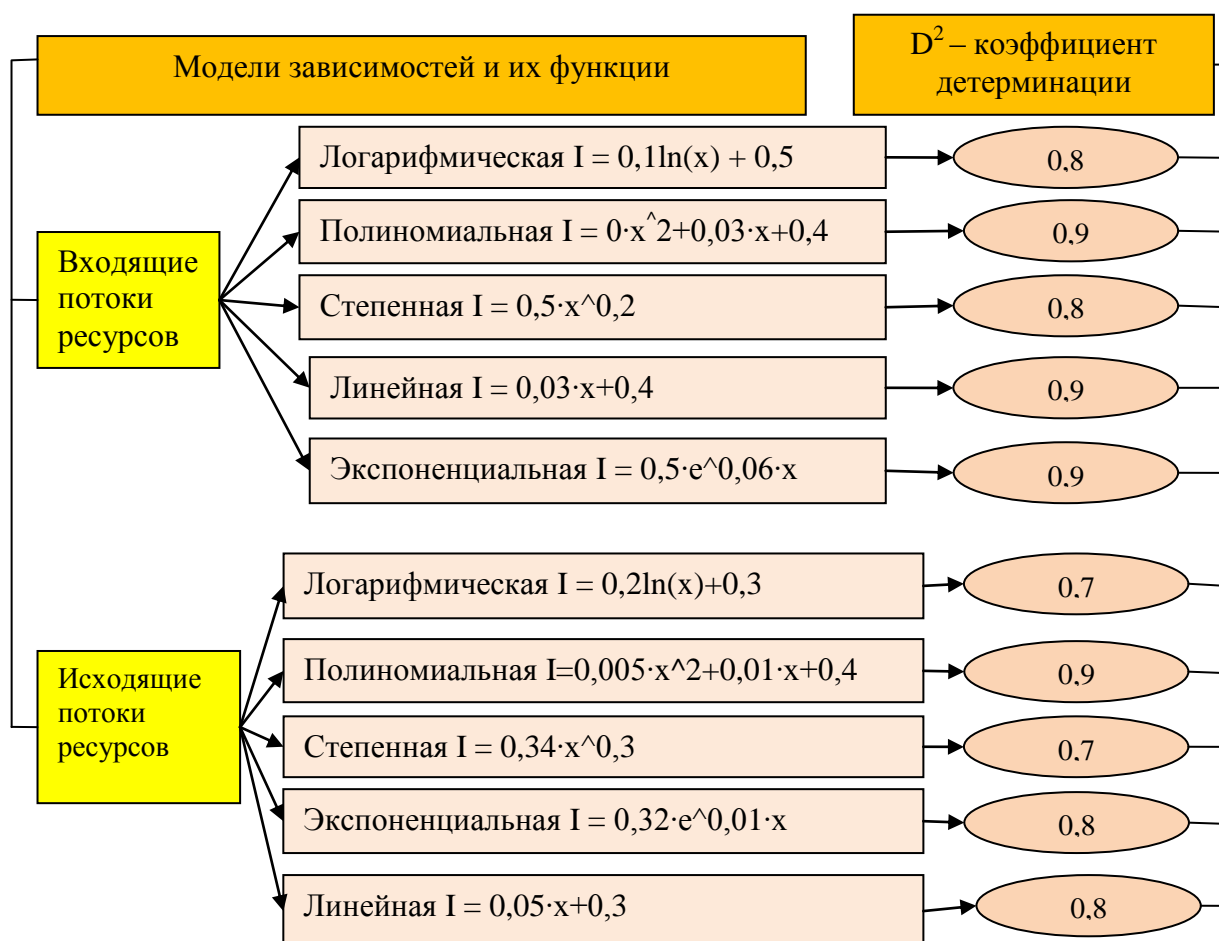 Модели зависимостей и их функции
D² – коэффициент
детерминации
Входящие
потоки
ресурсов
Логарифмическая I = 0,1ln(x) + 0,5
0,8
Полиномиальная I = 0·x^2+0,03·x+0,4
0,9
Степенная I = 0,5·x^0,2
0,8
Линейная I = 0,03·x+0,4
0,9
Экспоненциальная I = 0,5·e^0,06·x
0,9
Исходящие
потоки
ресурсов
Логарифмическая I = 0,2ln(x)+0,3
0,7
Полиномиальная I=0,005·x^2+0,01·x+0,4
0,9
Степенная I = 0,34·x^0,3
0,7
Экспоненциальная I = 0,32·e^0,01·x
0,8
Линейная I = 0,05·x+0,3
0,8